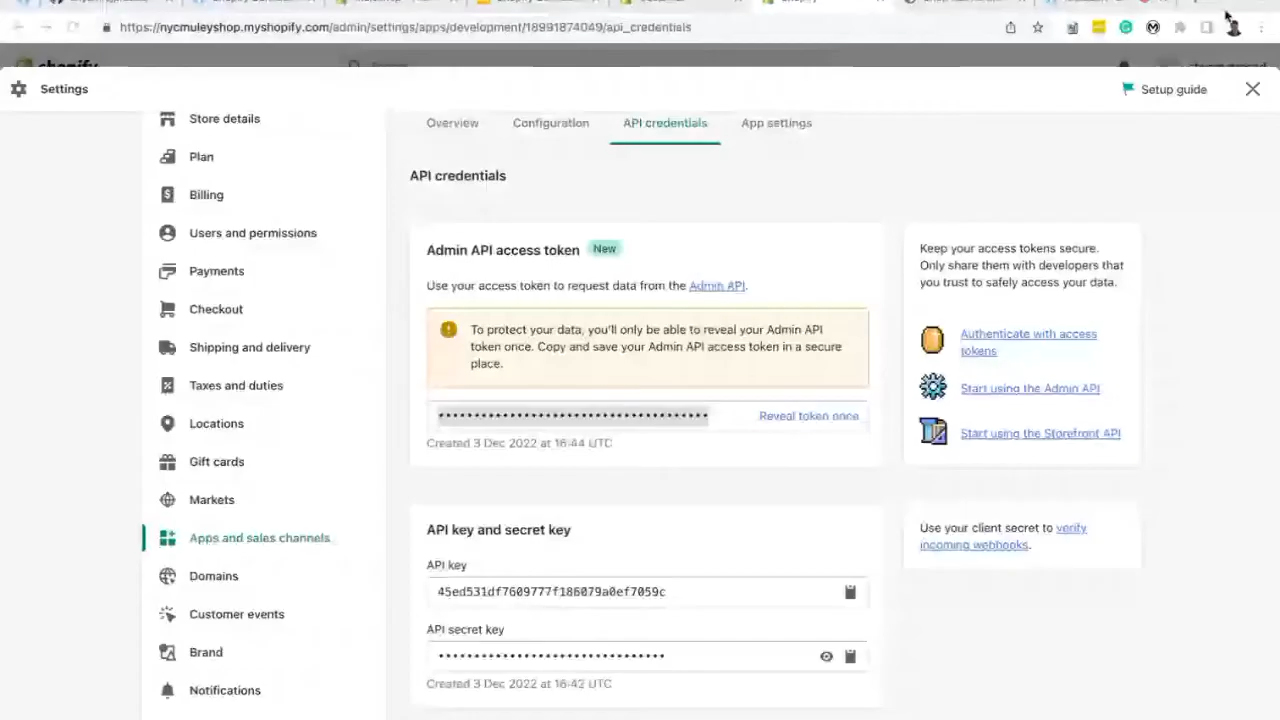 https://nycmuleyshop.myshopify.com/admin/settings/apps/development/18991874049/api_credentials
Settings
Setup guide
Store details
Plan
Billing
Users and permissions
Payments
Checkout
Shipping and delivery
Taxes and duties
Locations
Gift cards
Markets
Apps and sales channels
Domains
Customer events
Brand
Notifications
Overview
Configuration
API credentials
App settings
API credentials
Admin API access token
New
Use your access token to request data from the Admin API.
To protect your data, you'll only be able to reveal your Admin API
token once. Copy and save your Admin API access token in a secure
place.
Reveal token once
Created 3 Dec 2022 at 16:44 UTC
API key and secret key
API key
45ed531df7609777f186079a0ef7059c
API secret key
Created 3 Dec 2022 at 16:42 UTC
Keep your access tokens secure.
Only share them with developers that
you trust to safely access your data.
Authenticate with access
tokens
Start using the Admin API
Start using the Storefront API
Use your client secret to verify
incoming webhooks.